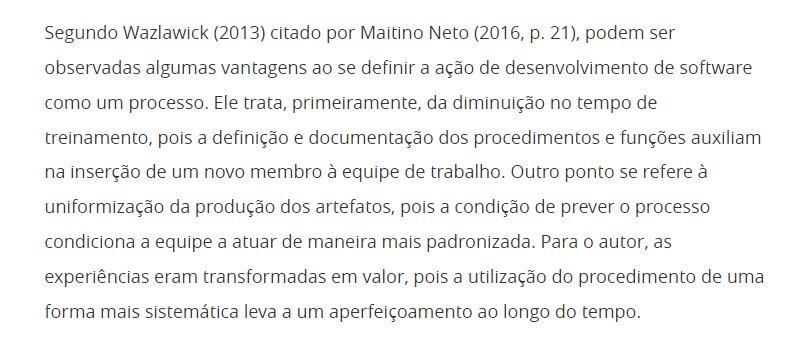 Segundo Wazlawick (2013) citado por Maitino Neto (2016, p. 21), podem ser
observadas algumas vantagens ao se definir a ação de desenvolvimento de software
como um processo. Ele trata, primeiramente, da diminuição no tempo de
treinamento, pois a definição e documentação dos procedimentos e funções auxiliam
na inserção de um novo membro à equipe de trabalho. Outro ponto se refere à
uniformização da produção dos artefatos, pois a condição de prever o processo
condiciona a equipe a atuar de maneira mais padronizada. Para o autor, as
experiências eram transformadas em valor, pois a utilização do procedimento de uma
forma mais sistemática leva a um aperfeiçoamento ao longo do tempo.